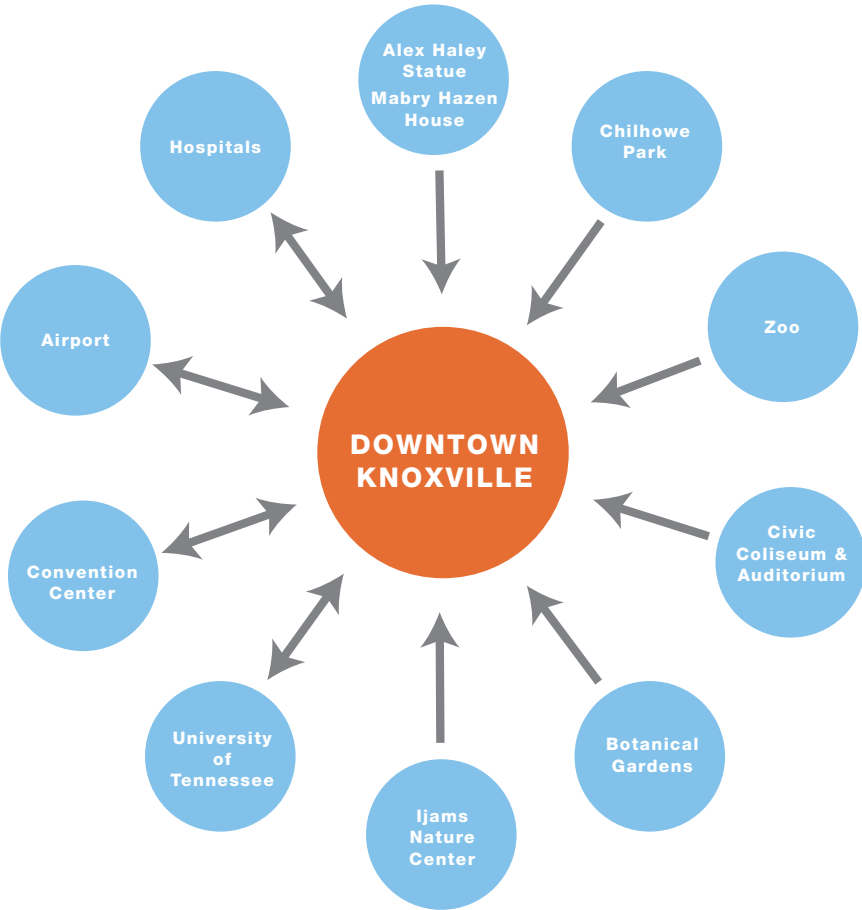 Alex Haley
Statue
Mabry Hazen
House
Chilhowe
Park
Zoo
Civic
Coliseum &
Auditorium
Botanical
Gardens
Ijams
Nature
Center
University
of
Tennessee
Convention
Center
Airport
Hospitals
DOWNTOWN
KNOXVILLE